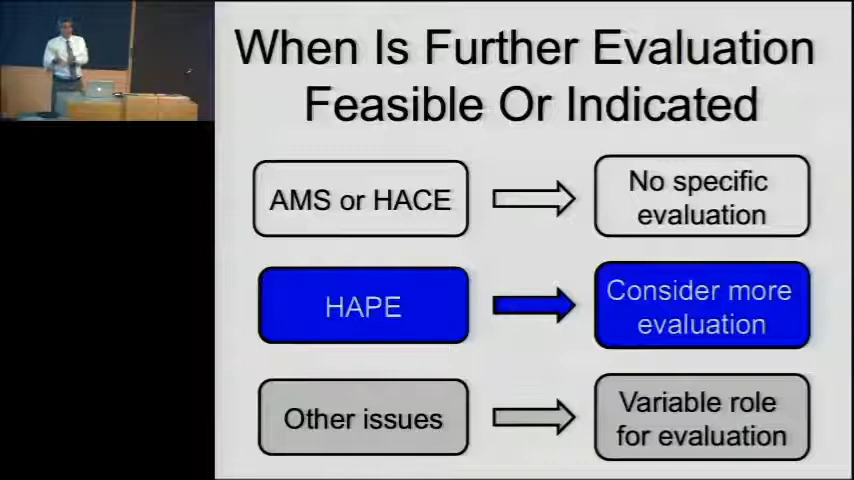 When Is Further Evaluation
Feasible Or Indicated
AMS or HACE
No specific
evaluation
HAPE
Consider more
evaluation
Other issues
Variable role
for evaluation